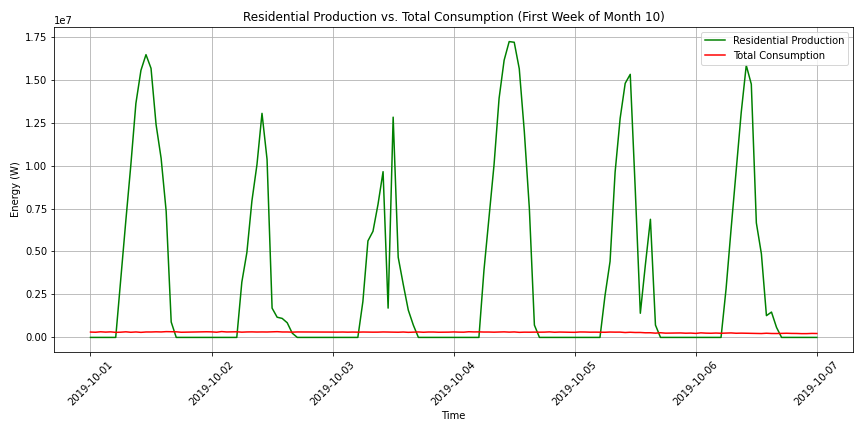 Residential Production vs. Total Consumption (First Week of Month 10)
1e7
Residential Production
Total Consumption
1.75
1.50
1.25
1.00
0.75
0.50
0.25
0.00
Energy (W)
2019-10-01
2019-10-02
2019-10-03
2019-10-04
2019-10-05
2019-10-06
2019-10-07
Time